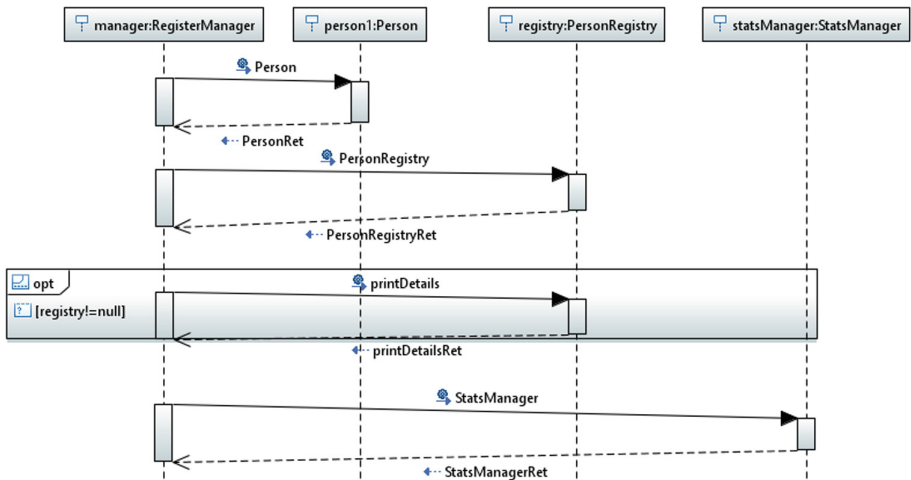 manager:RegisterManager
person1:Person
registry:PersonRegistry
statsManager:StatsManager
Person
PersonRet
PersonRegistry
PersonRegistryRet
opt
printDetails
[registry!=null]
printDetailsRet
StatsManager
StatsManagerRet